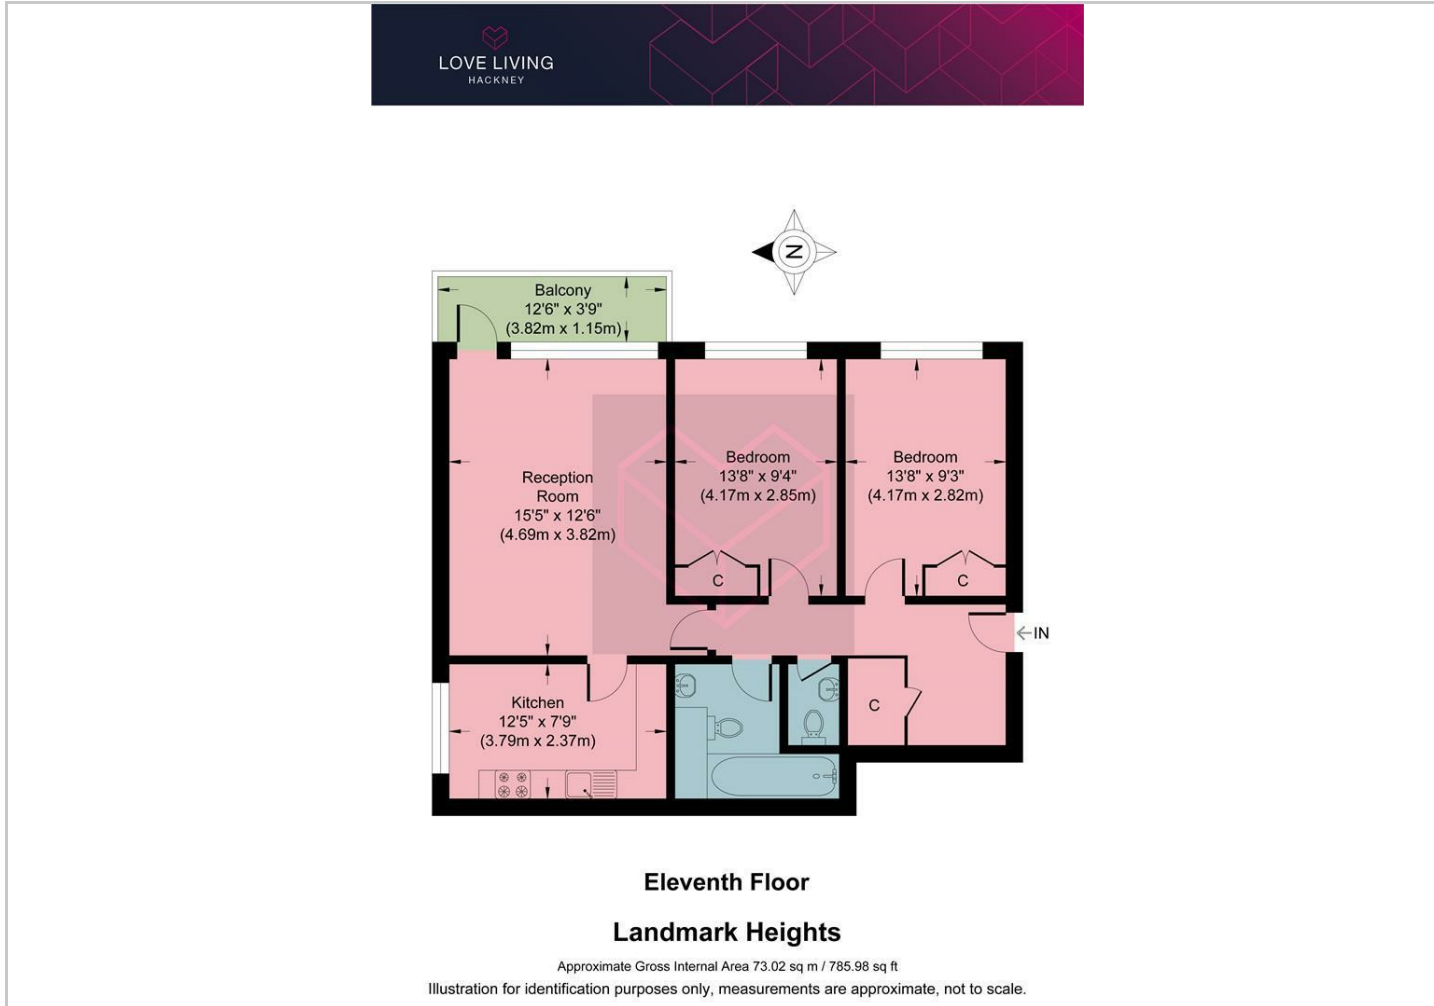 LOVE LIVING
HACKNEY
N
Balcony
12'6" x 3'9"
(3.82m x 1.15m)
Reception
Room
15'5" x 12'6"
(4.69m x 3.82m)
Bedroom
13'8" x 9'4"
(4.17m x 2.85m)
C
Bedroom
13'8" x 9'3"
(4.17m x 2.82m)
C
IN
Kitchen
12'5" x 7'9"
(3.79m x 2.37m)
C
Eleventh Floor
Landmark Heights
Approximate Gross Internal Area 73.02 sq m / 785.98 sq ft
Illustration for identification purposes only, measurements are approximate, not to scale.